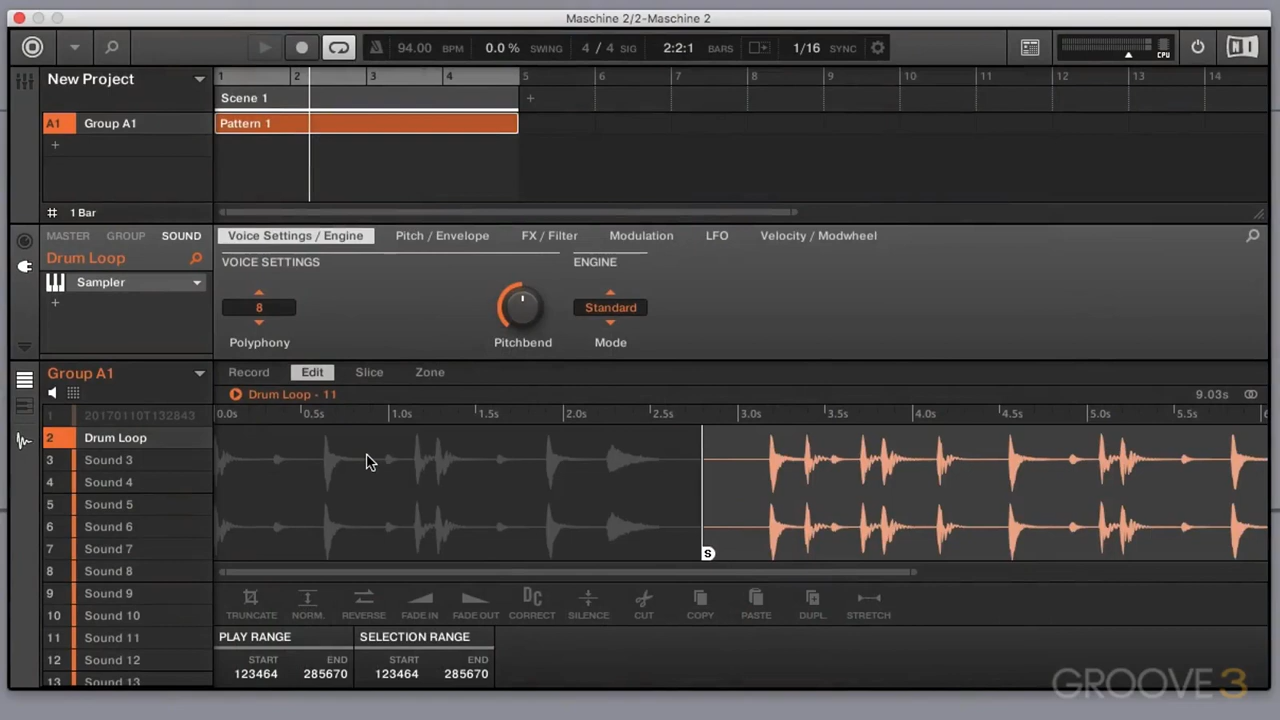 Maschine 2/2-Maschine 2
94.00 BPM 0.0% SWING 4 / 4 SIG 2:2:1 BARS 1/16 SYNC CPU
New Project 1 2 3 4 5 6 7 8 9 10 11 12 13 14
Scene 1 +
A1 Group A1 Pattern 1
+
# 1 Bar
MASTER GROUP SOUND Voice Settings / Engine Pitch / Envelope FX / Filter Modulation LFO Velocity / Modwheel
Drum Loop VOICE SETTINGS ENGINE
Sampler
+ 8 Standard
Polyphony Pitchbend Mode
Group A1 Record Edit Slice Zone
Drum Loop - 11 9.03s
1 20170110T132843 0.0s 0.5s 1.0s 1.5s 2.0s 2.5s 3.0s 3.5s 4.0s 4.5s 5.0s 5.5s 6
2 Drum Loop
3 Sound 3
4 Sound 4
5 Sound 5
6 Sound 6
7 Sound 7 S
8 Sound 8
9 Sound 9
10 Sound 10 TRUNCATE NORM. REVERSE FADE IN FADE OUT DC CORRECT SILENCE CUT COPY PASTE DUPL. STRETCH
11 Sound 11 PLAY RANGE SELECTION RANGE
12 Sound 12 START END START END
13 Sound 13 123464 285670 123464 285670
GROOVE3